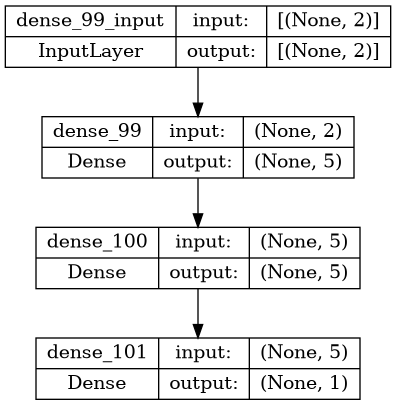 dense_99_input input: [(None, 2)]
InputLayer output: [(None, 2)]
dense_99 input: (None, 2)
Dense output: (None, 5)
dense_100 input: (None, 5)
Dense output: (None, 5)
dense_101 input: (None, 5)
Dense output: (None, 1)